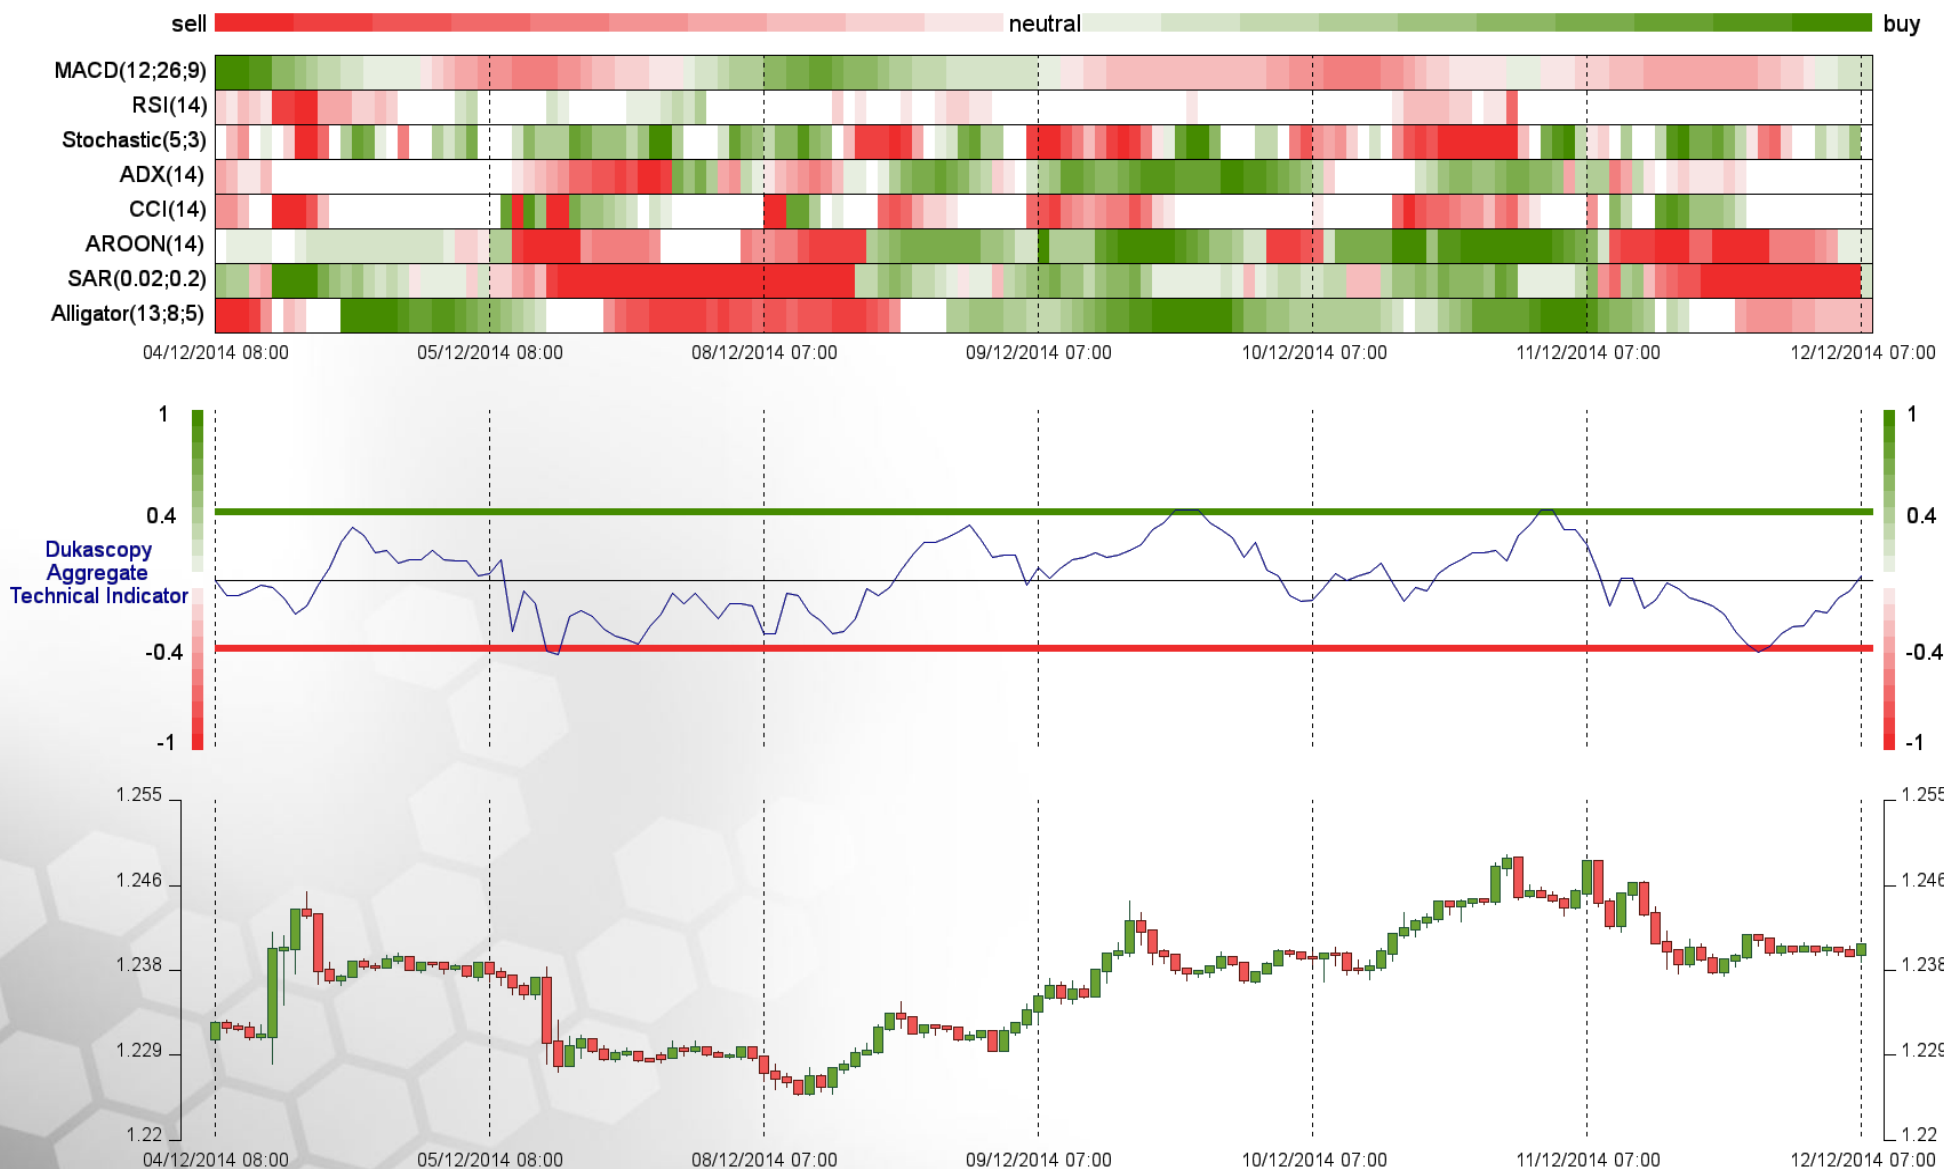 sell neutral buy
MACD(12;26;9)
RSI(14)
Stochastic(5;3)
ADX(14)
CCI(14)
AROON(14)
SAR(0.02;0.2)
Alligator(13;8;5)
04/12/2014 08:00 05/12/2014 08:00 08/12/2014 07:00 09/12/2014 07:00 10/12/2014 07:00 11/12/2014 07:00 12/12/2014 07:00
1 1
0.4 0.4
Dukascopy
Aggregate
Technical Indicator
-0.4 -0.4
-1 -1
1.255 1.255
1.246 1.246
1.238 1.238
1.229 1.229
1.22 1.22
04/12/2014 08:00 05/12/2014 08:00 08/12/2014 07:00 09/12/2014 07:00 10/12/2014 07:00 11/12/2014 07:00 12/12/2014 07:00